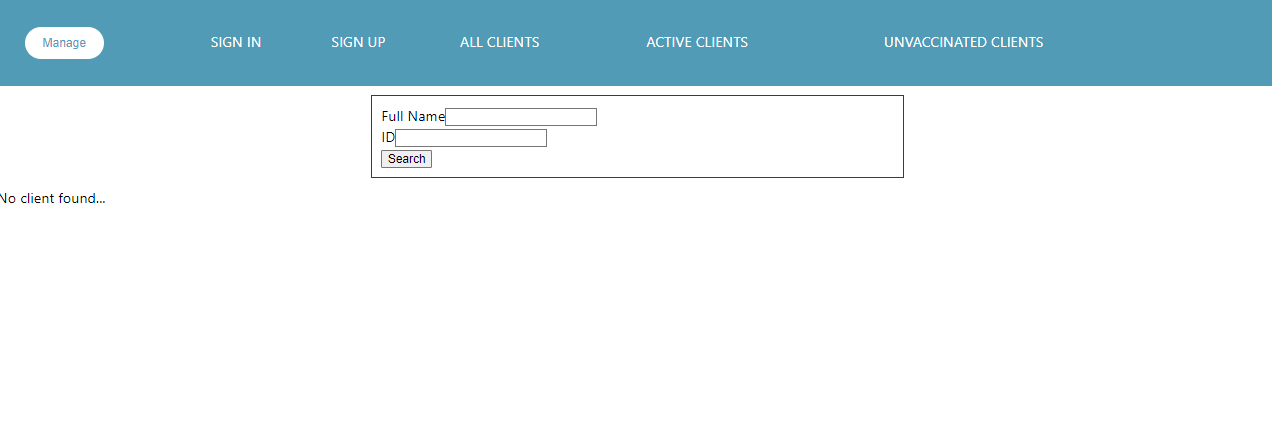 Manage SIGN IN SIGN UP ALL CLIENTS ACTIVE CLIENTS UNVACCINATED CLIENTS
Full Name
ID
Search
No client found...